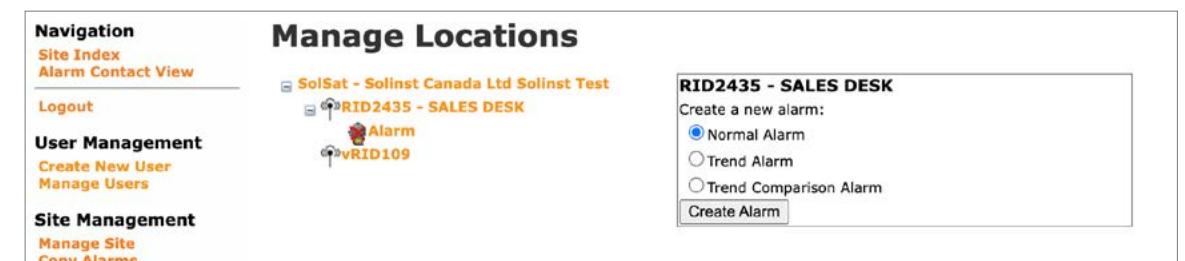 Navigation
Site Index
Alarm Contact View
Logout
User Management
Create New User
Manage Users
Site Management
Manage Site
Copy Alarms
Manage Locations
SolSat - Solinst Canada Ltd Solinst Test
RID2435 - SALES DESK
Alarm
vRID109
RID2435 - SALES DESK
Create a new alarm:
Normal Alarm
Trend Alarm
Trend Comparison Alarm
Create Alarm